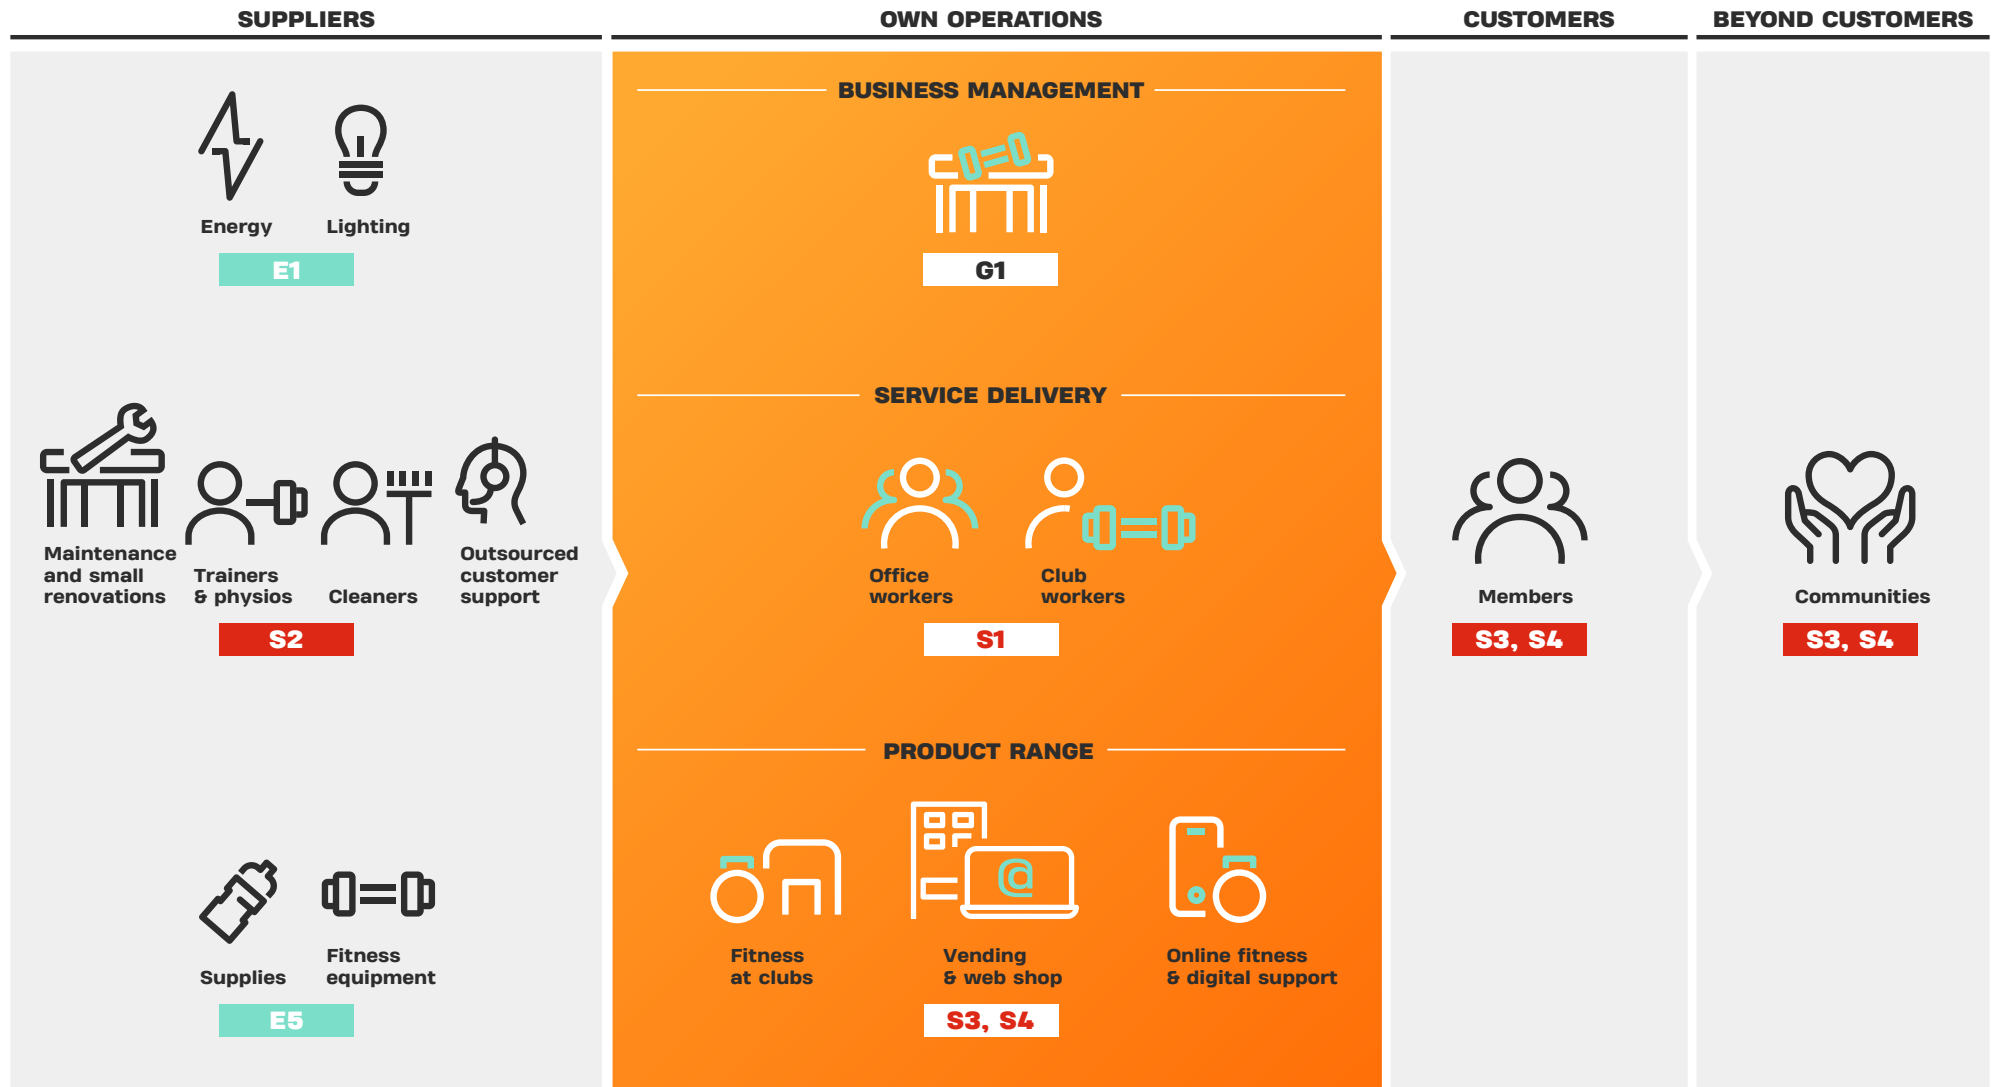 SUPPLIERS
OWN OPERATIONS
CUSTOMERS
BEYOND CUSTOMERS
Energy
Lighting
E1
Maintenance
and small
renovations
Trainers
& physios
Cleaners
Outsourced
customer
support
S2
Supplies
Fitness
equipment
E5
BUSINESS MANAGEMENT
G1
SERVICE DELIVERY
Office
workers
Club
workers
S1
PRODUCT RANGE
@
Fitness
at clubs
Vending
& web shop
Online fitness
& digital support
S3, S4
Members
S3, S4
Communities
S3, S4